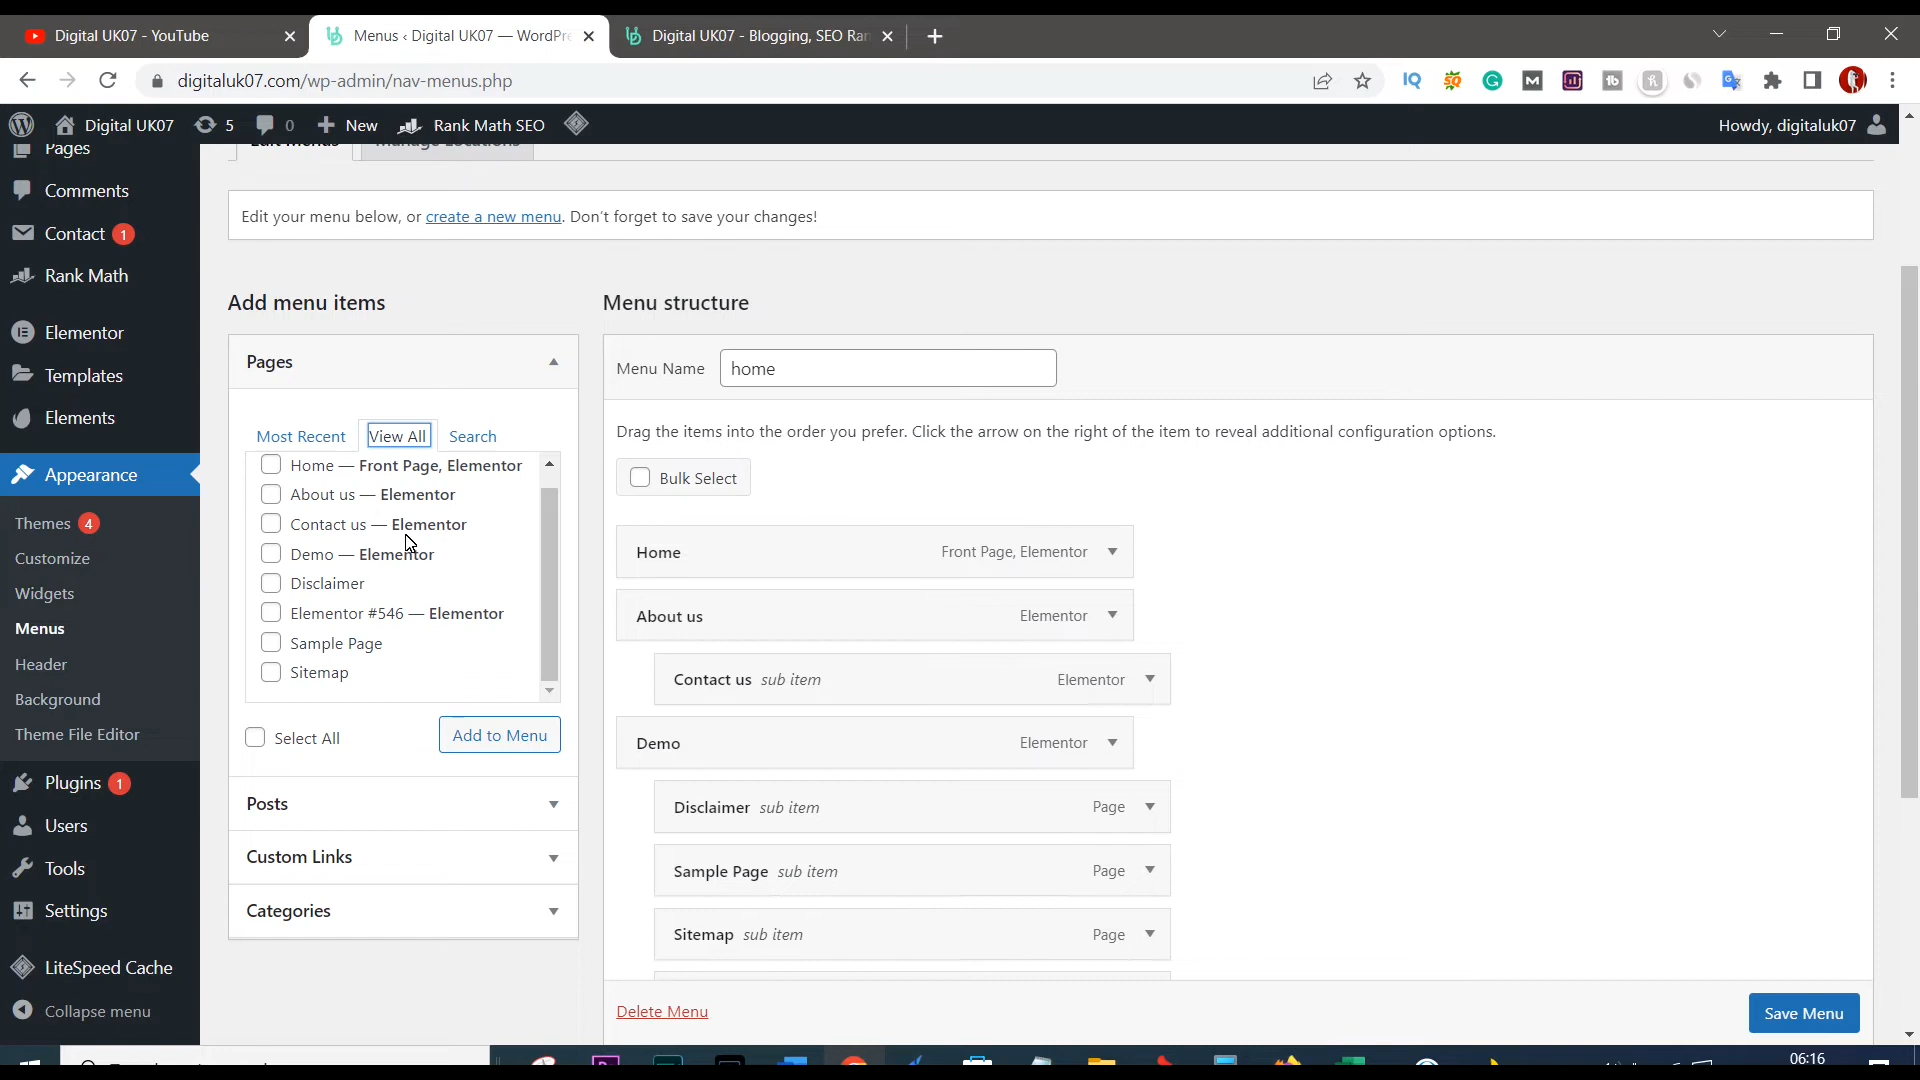 Digital UK07 - YouTube
Menus ‹ Digital UK07 — WordPre
Digital UK07 - Blogging, SEO Ran
digitaluk07.com/wp-admin/nav-menus.php
Digital UK07
5
0
New
Rank Math SEO
Howdy, digitaluk07
Pages
Comments
Contact 1
Rank Math
Elementor
Templates
Elements
Appearance
Themes 4
Customize
Widgets
Menus
Header
Background
Theme File Editor
Plugins 1
Users
Tools
Settings
LiteSpeed Cache
Collapse menu
Edit Menus
Manage Locations
Edit your menu below, or create a new menu. Don't forget to save your changes!
Add menu items
Pages
Most Recent
View All
Search
Home — Front Page, Elementor
About us — Elementor
Contact us — Elementor
Demo — Elementor
Disclaimer
Elementor #546 — Elementor
Sample Page
Sitemap
Select All
Add to Menu
Posts
Custom Links
Categories
Menu structure
Menu Name
home
Drag the items into the order you prefer. Click the arrow on the right of the item to reveal additional configuration options.
Bulk Select
Home Front Page, Elementor
About us Elementor
Contact us sub item Elementor
Demo Elementor
Disclaimer sub item Page
Sample Page sub item Page
Sitemap sub item Page
Delete Menu
Save Menu
06:16